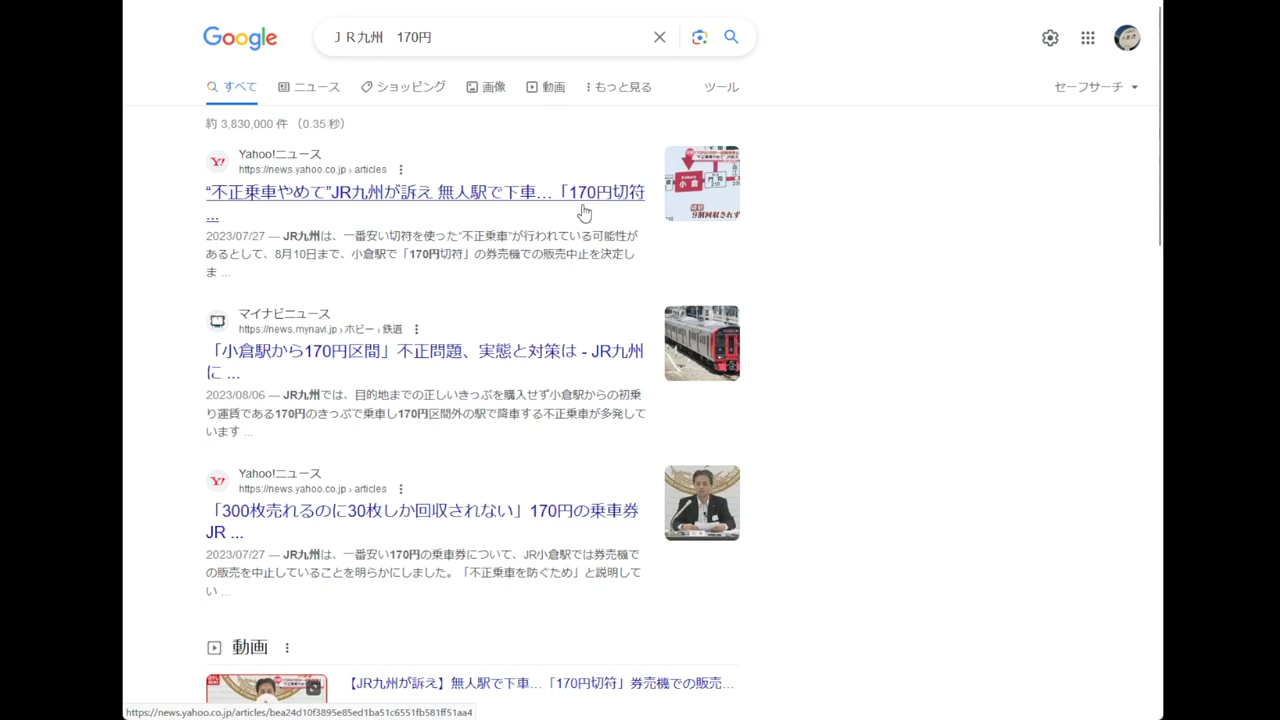 Google
ＪＲ九州　170円
すべて
ニュース
ショッピング
画像
動画
もっと見る
ツール
セーフサーチ
約 3,830,000 件 （0.35 秒）
Yahoo!ニュース
https://news.yahoo.co.jp › articles
“不正乗車やめて”JR九州が訴え 無人駅で下車…「170円切符
...
2023/07/27 — JR九州は、一番安い切符を使った“不正乗車”が行われている可能性が
あるとして、8月10日まで、小倉駅で「170円切符」の券売機での販売中止を決定し
ま ...
小倉
マイナビニュース
https://news.mynavi.jp › ホビー › 鉄道
「小倉駅から170円区間」不正問題、実態と対策は - JR九州
に ...
2023/08/06 — JR九州では、目的地までの正しいきっぷを購入せず小倉駅からの初乗
り運賃である170円のきっぷで乗車し170円区間外の駅で降車する不正乗車が多発して
います ...
Yahoo!ニュース
https://news.yahoo.co.jp › articles
「300枚売れるのに30枚しか回収されない」170円の乗車券
JR ...
2023/07/27 — JR九州は、一番安い170円の乗車券について、JR小倉駅では券売機で
の販売を中止していることを明らかにしました。「不正乗車を防ぐため」と説明して
い ...
動画
【JR九州が訴え】無人駅で下車…「170円切符」券売機での販売…
https://news.yahoo.co.jp/articles/bea24d10f3895e85ed1ba51c6551fb581ff51aa4